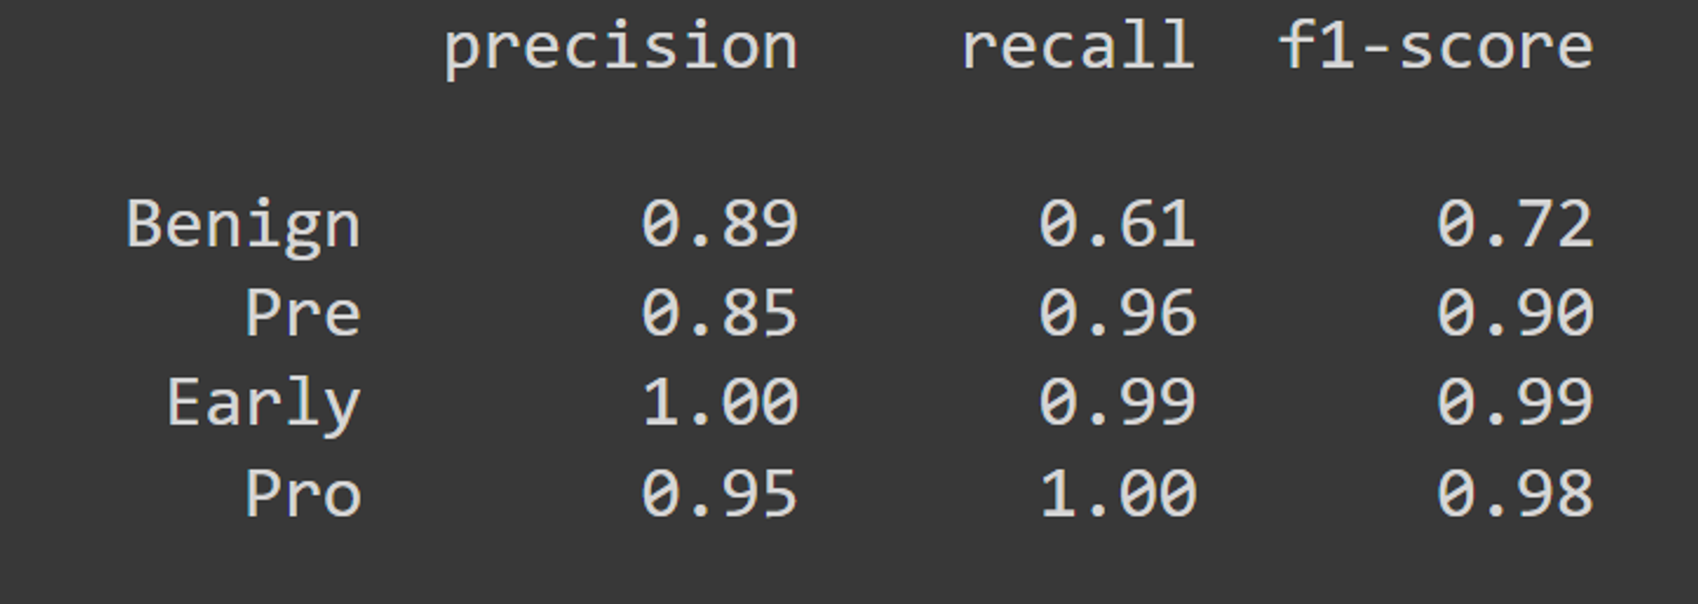 precision recall f1-score
Benign 0.89 0.61 0.72
Pre 0.85 0.96 0.90
Early 1.00 0.99 0.99
Pro 0.95 1.00 0.98